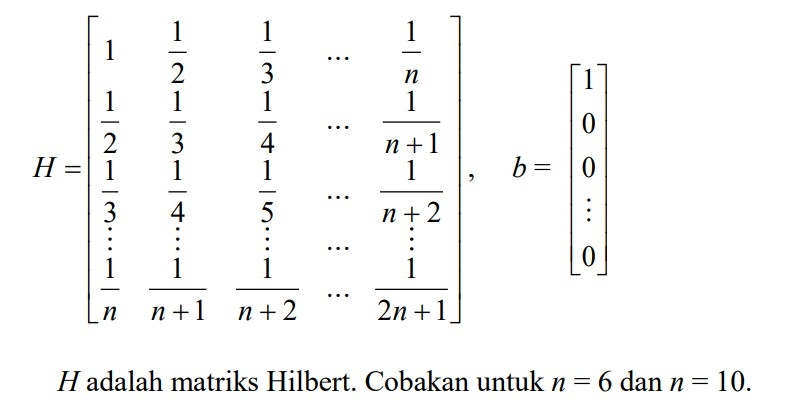 H = [ 1 1/2 1/3 ... 1/n
1/2 1/3 1/4 ... 1/(n+1)
1/3 1/4 1/5 ... 1/(n+2)
⋮ ⋮ ⋮ ... ⋮
1/n 1/(n+1) 1/(n+2) ... 1/(2n+1) ] , b = [ 1 0 0 ⋮ 0 ]
H adalah matriks Hilbert. Cobakan untuk n = 6 dan n = 10.